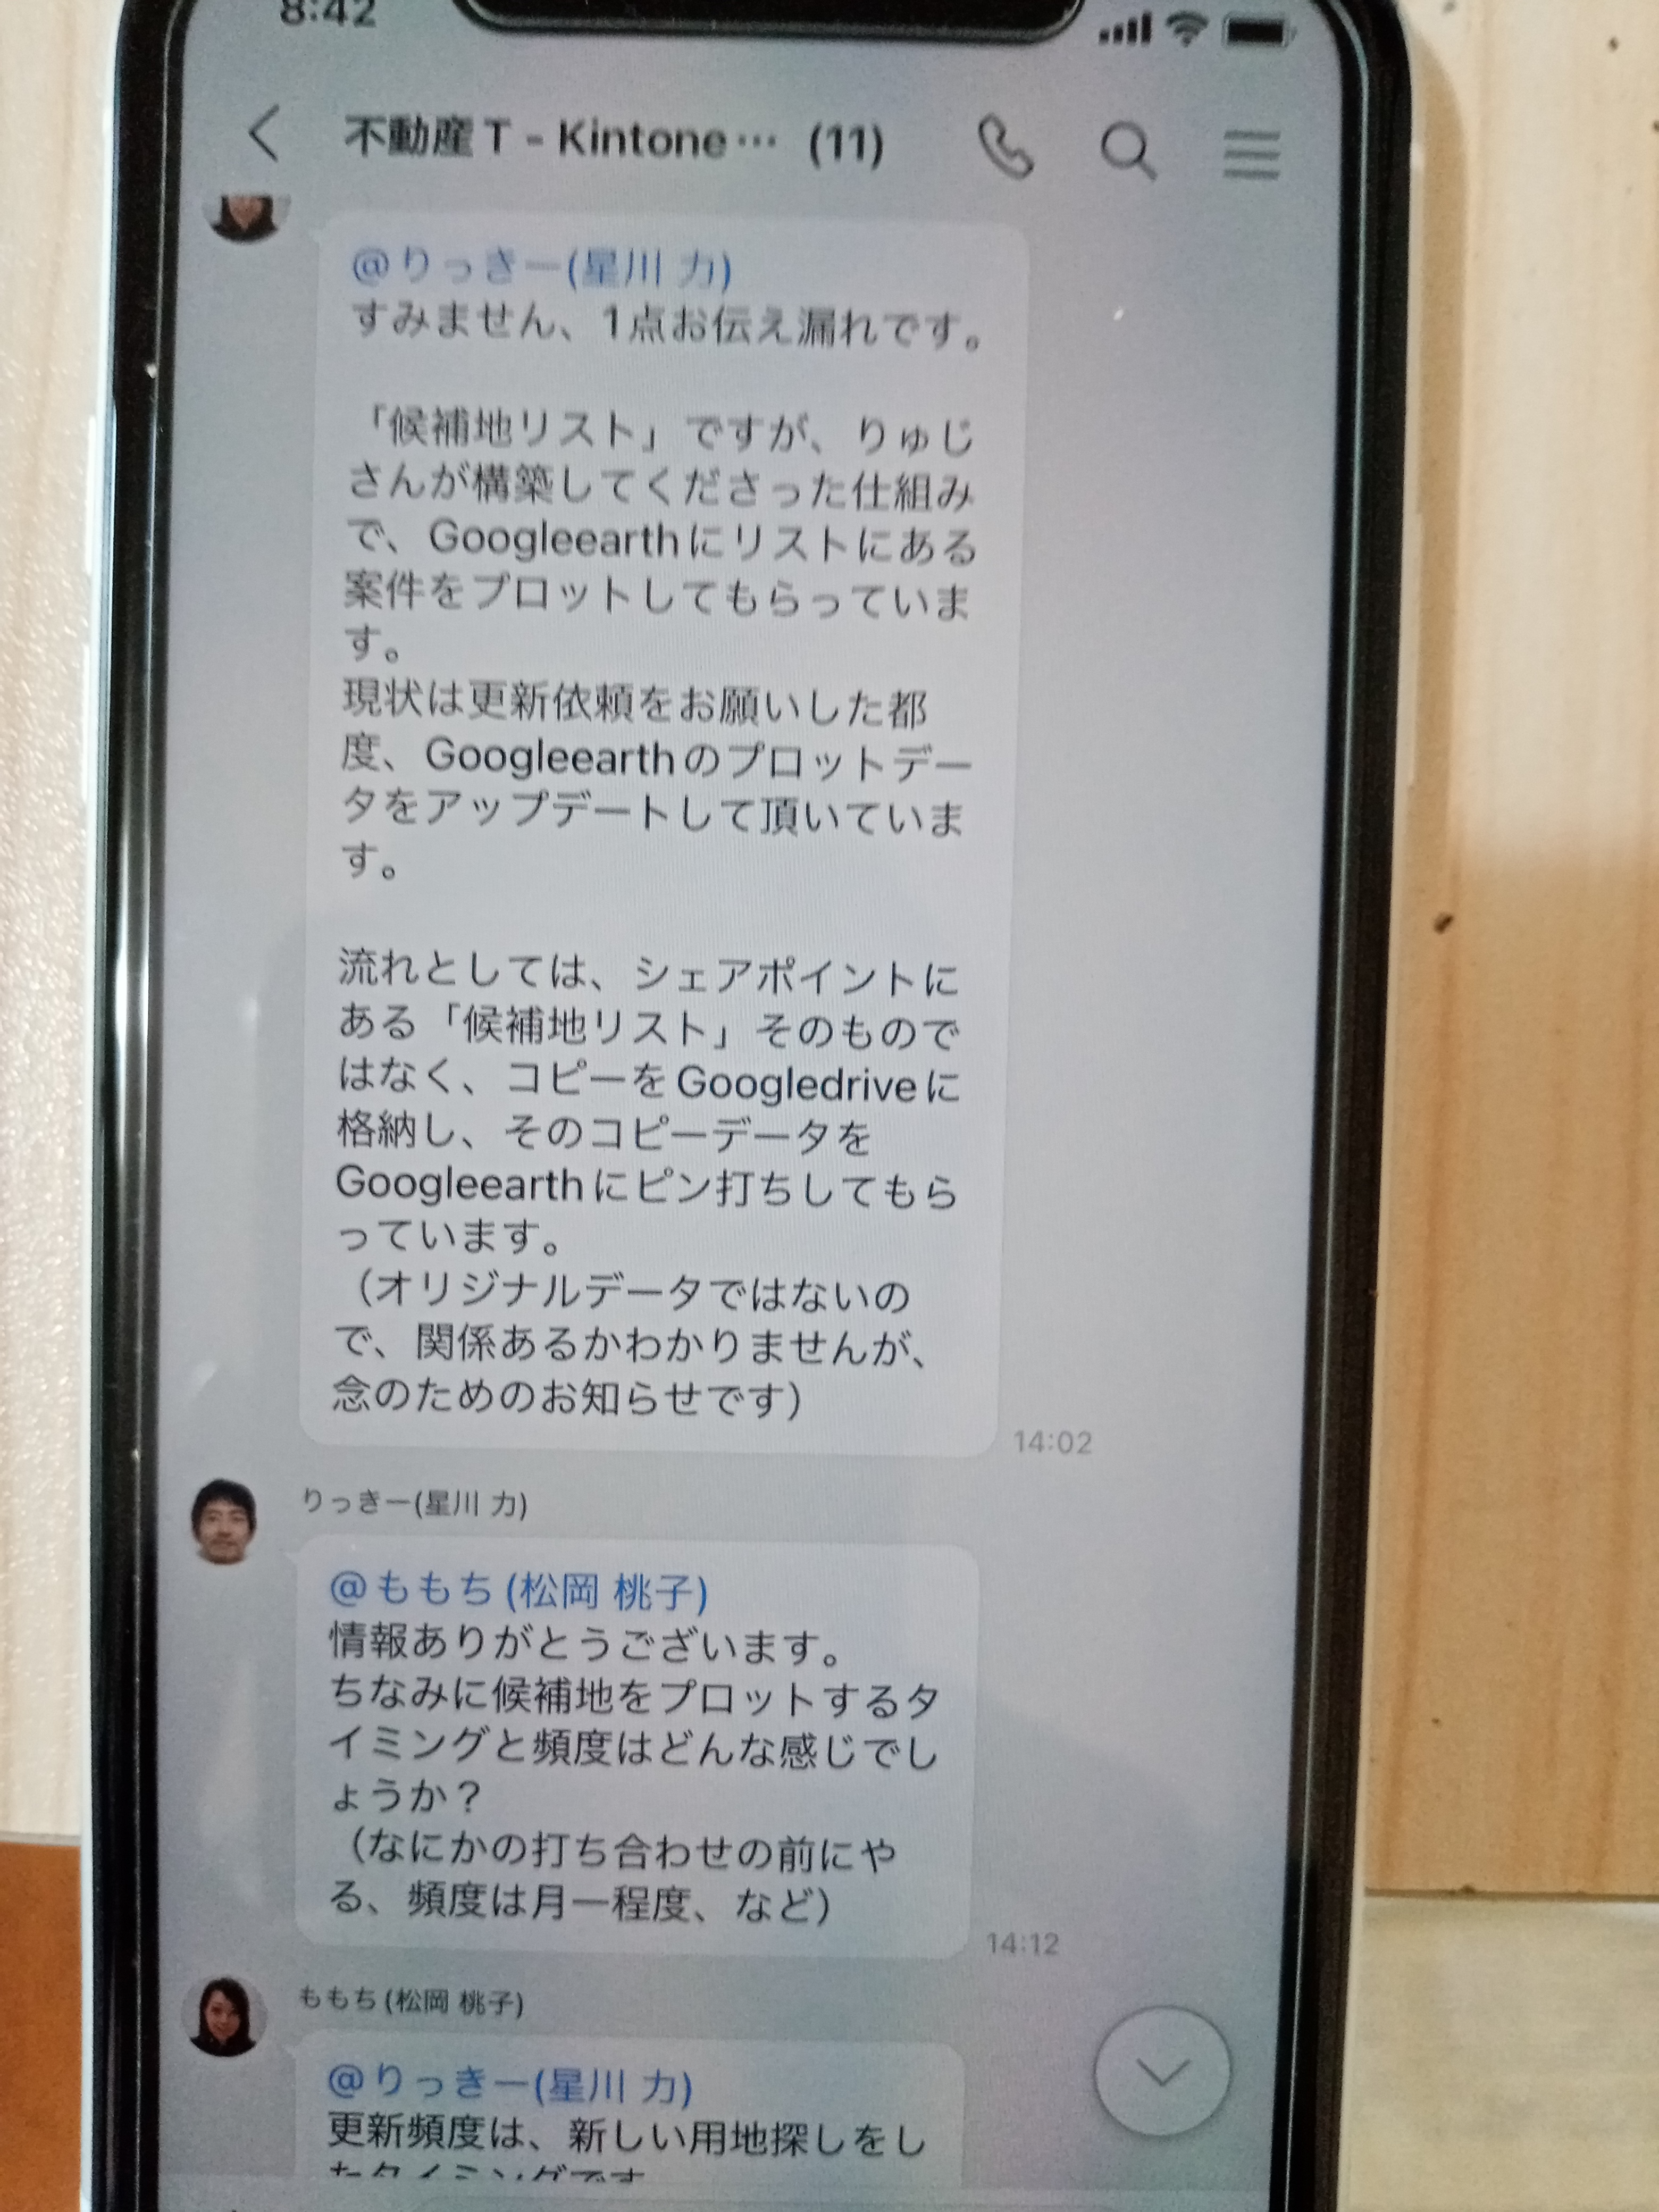 8:42
不動産T - Kintone… (11)
@りっきー(星川 力)
すみません、1点お伝え漏れです。
「候補地リスト」ですが、りゅじ
さんが構築してくださった仕組み
で、Googleearthにリストにある
案件をプロットしてもらっていま
す。
現状は更新依頼をお願いした都
度、Googleearthのプロットデー
タをアップデートして頂いていま
す。
流れとしては、シェアポイントに
ある「候補地リスト」そのもので
はなく、コピーをGoogledriveに
格納し、そのコピーデータを
Googleearthにピン打ちしてもら
っています。
（オリジナルデータではないの
で、関係あるかわかりませんが、
念のためのお知らせです）
14:02
りっきー(星川 力)
@ももち(松岡 桃子)
情報ありがとうございます。
ちなみに候補地をプロットするタ
イミングと頻度はどんな感じでし
ょうか？
（なにかの打ち合わせの前にや
る、頻度は月一程度、など）
14:12
ももち(松岡 桃子)
@りっきー(星川 力)
更新頻度は、新しい用地探しをし
たタイミングです